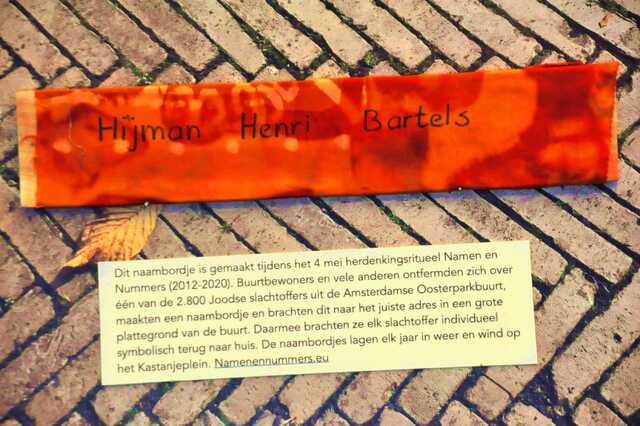 Hijman Henri Bartels
Dit naambordje is gemaakt tijdens het 4 mei herdenkingsritueel Namen en
Nummers (2012-2020). Buurtbewoners en vele anderen ontfermden zich over
één van de 2.800 Joodse slachtoffers uit de Amsterdamse Oosterparkbuurt,
maakten een naambordje en brachten dit naar het juiste adres in een grote
plattegrond van de buurt. Daarmee brachten ze elk slachtoffer individueel
symbolisch terug naar huis. De naambordjes lagen elk jaar in weer en wind op
het Kastanjeplein. Namenennummers.eu